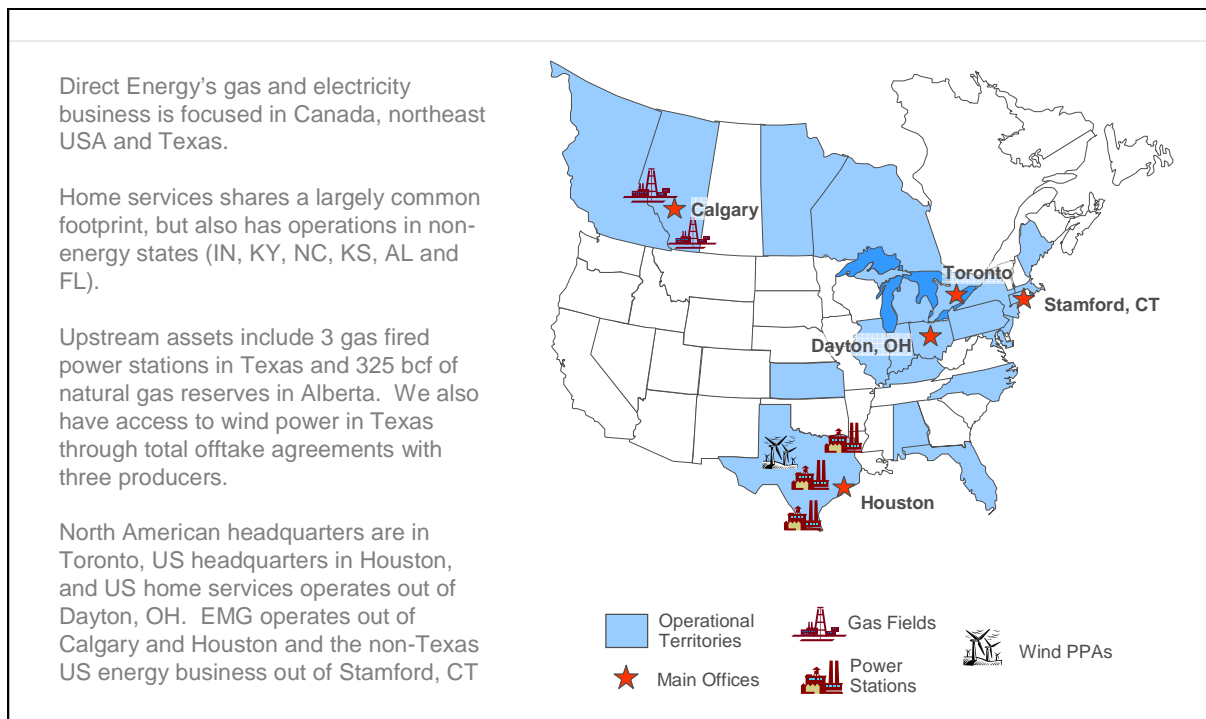 Direct Energy's gas and electricity
business is focused in Canada, northeast
USA and Texas.
Home services shares a largely common
footprint, but also has operations in non-
energy states (IN, KY, NC, KS, AL and
FL).
Upstream assets include 3 gas fired
power stations in Texas and 325 bcf of
natural gas reserves in Alberta. We also
have access to wind power in Texas
through total offtake agreements with
three producers.
North American headquarters are in
Toronto, US headquarters in Houston,
and US home services operates out of
Dayton, OH. EMG operates out of
Calgary and Houston and the non-Texas
US energy business out of Stamford, CT
Calgary
Toronto
Stamford, CT
Dayton, OH
Houston
Operational
Territories
Gas Fields
Wind PPAs
Main Offices
Power
Stations